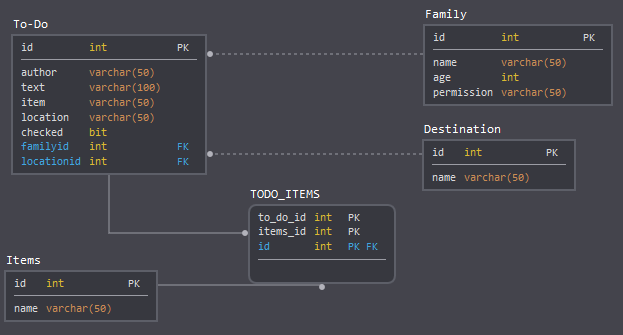 To-Do
id int PK
author varchar(50)
text varchar(100)
item varchar(50)
location varchar(50)
checked bit
familyid int FK
locationid int FK
Family
id int PK
name varchar(50)
age int
permission varchar(50)
Destination
id int PK
name varchar(50)
TODO_ITEMS
to_do_id int PK
items_id int PK
id int PK FK
Items
id int PK
name varchar(50)